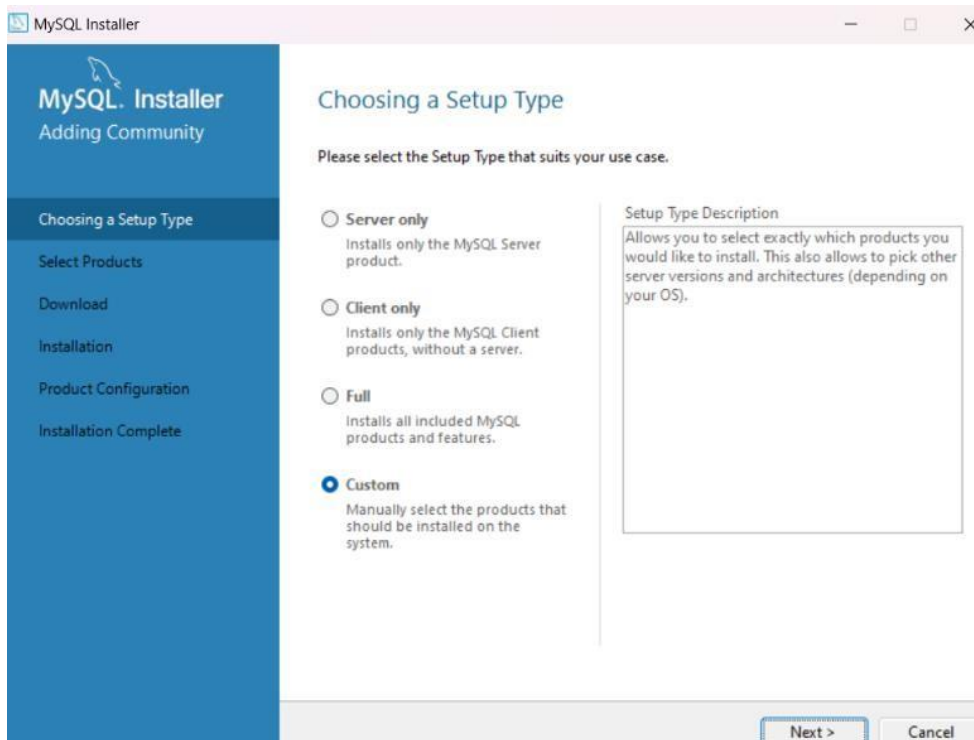 MySQL Installer
MySQL. Installer
Adding Community
Choosing a Setup Type
Select Products
Download
Installation
Product Configuration
Installation Complete
Choosing a Setup Type
Please select the Setup Type that suits your use case.
Server only
Installs only the MySQL Server
product.
Client only
Installs only the MySQL Client
products, without a server.
Full
Installs all included MySQL
products and features.
Custom
Manually select the products that
should be installed on the
system.
Setup Type Description
Allows you to select exactly which products you
would like to install. This also allows to pick other
server versions and architectures (depending on
your OS).
Next >
Cancel